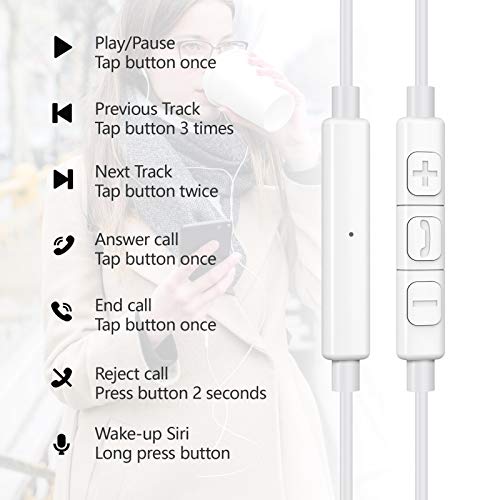 Play/Pause
Tap button once
Previous Track
Tap button 3 times
Next Track
Tap button twice
Answer call
Tap button once
End call
Tap button once
Reject call
Press button 2 seconds
Wake-up Siri
Long press button